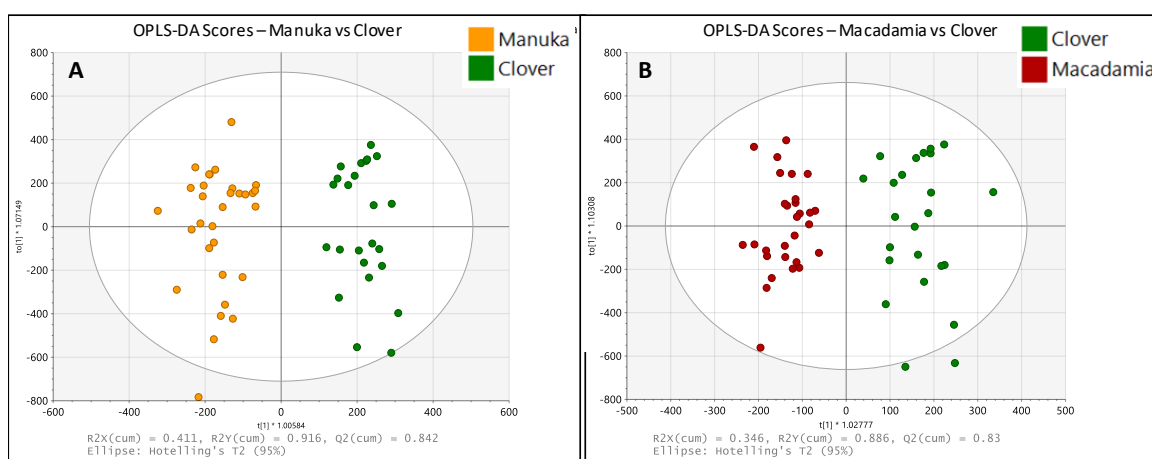 OPLS-DA Scores – Manuka vs Clover
Manuka
Clover
A
800
600
400
200
0
-200
-400
-600
-800
-600
-400
-200
0
200
400
600
to[1] * 1.07149
t[1] * 1.00584
R2X(cum) = 0.411, R2Y(cum) = 0.916, Q2(cum) = 0.842
Ellipse: Hotelling's T2 (95%)
OPLS-DA Scores – Macadamia vs Clover
Clover
Macadamia
B
800
600
400
200
0
-200
-400
-600
-800
-500
-400
-300
-200
-100
0
100
200
300
400
500
to[1] * 1.10308
t[1] * 1.02777
R2X(cum) = 0.346, R2Y(cum) = 0.886, Q2(cum) = 0.83
Ellipse: Hotelling's T2 (95%)